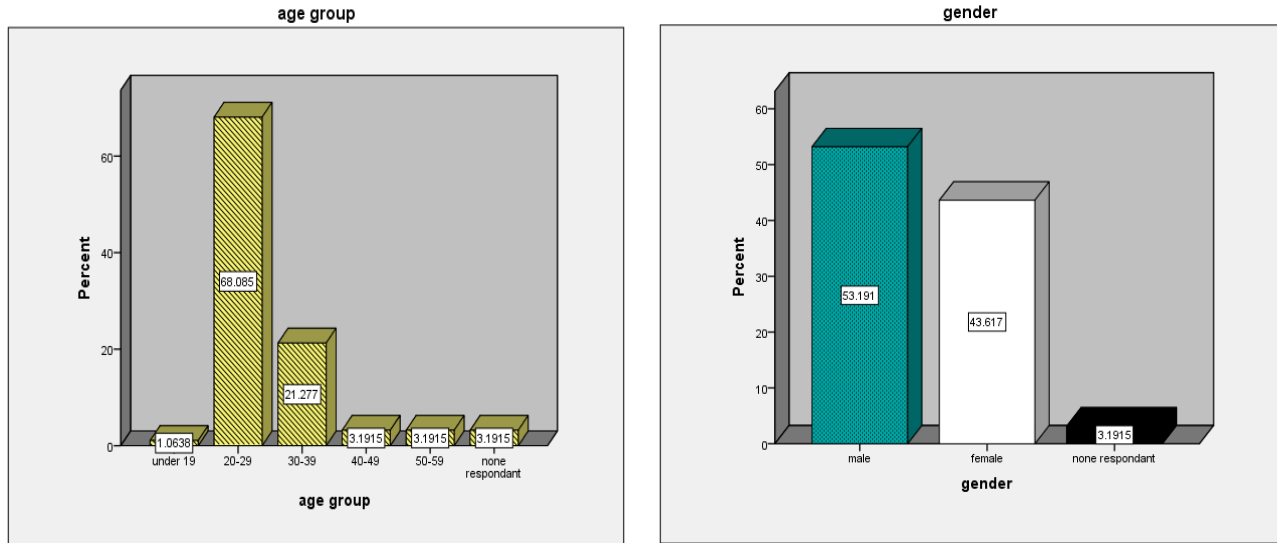 age group
Percent
60
40
20
0
1.0638
68.085
21.277
3.1915
3.1915
3.1915
under 19
20-29
30-39
40-49
50-59
none
respondant
age group
gender
Percent
60
50
40
30
20
10
0
53.191
43.617
3.1915
male
female
none respondant
gender